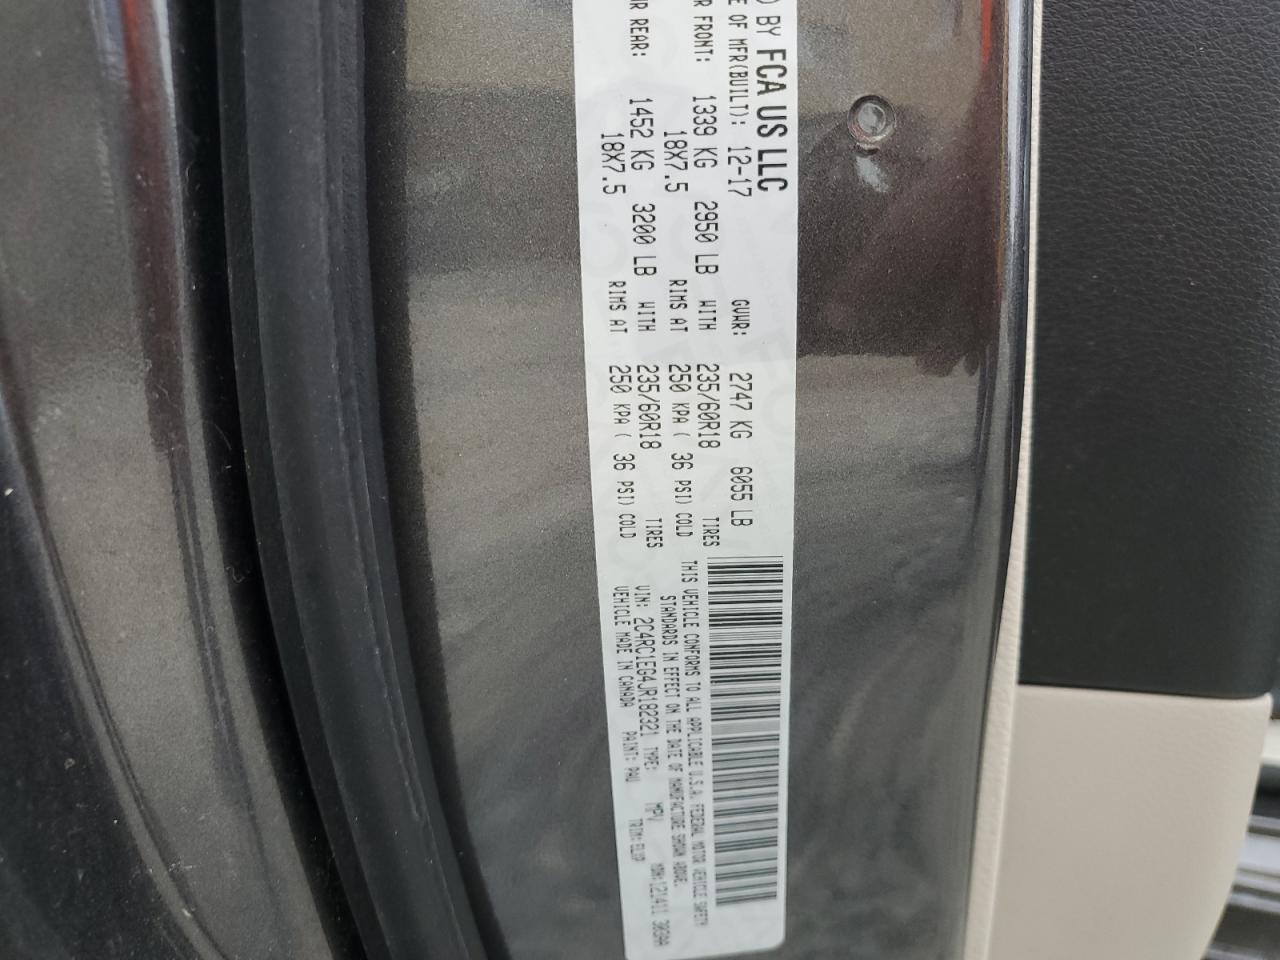 ) BY FCA US LLC
E OF MFR(BUILT): 12-17 GVWR: 2747 KG 6055 LB
R FRONT: 1339 KG 2950 LB WITH 235/60R18 TIRES
18X7.5 RIMS AT 250 KPA ( 36 PSI) COLD
R REAR: 1452 KG 3200 LB WITH 235/60R18 TIRES
18X7.5 RIMS AT 250 KPA ( 36 PSI) COLD
THIS VEHICLE CONFORMS TO ALL APPLICABLE U.S.A. FEDERAL MOTOR VEHICLE SAFETY
STANDARDS IN EFFECT ON THE DATE OF MANUFACTURE SHOWN ABOVE.
VIN: 2C4RC1EG4JR182321 TYPE: MPV MDH:121411 
VEHICLE MADE IN CANADA PAINT: PAU TRIM: